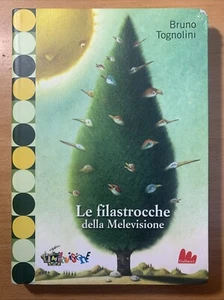 Bruno
Tognolini
Le filastrocche
della Melevisione